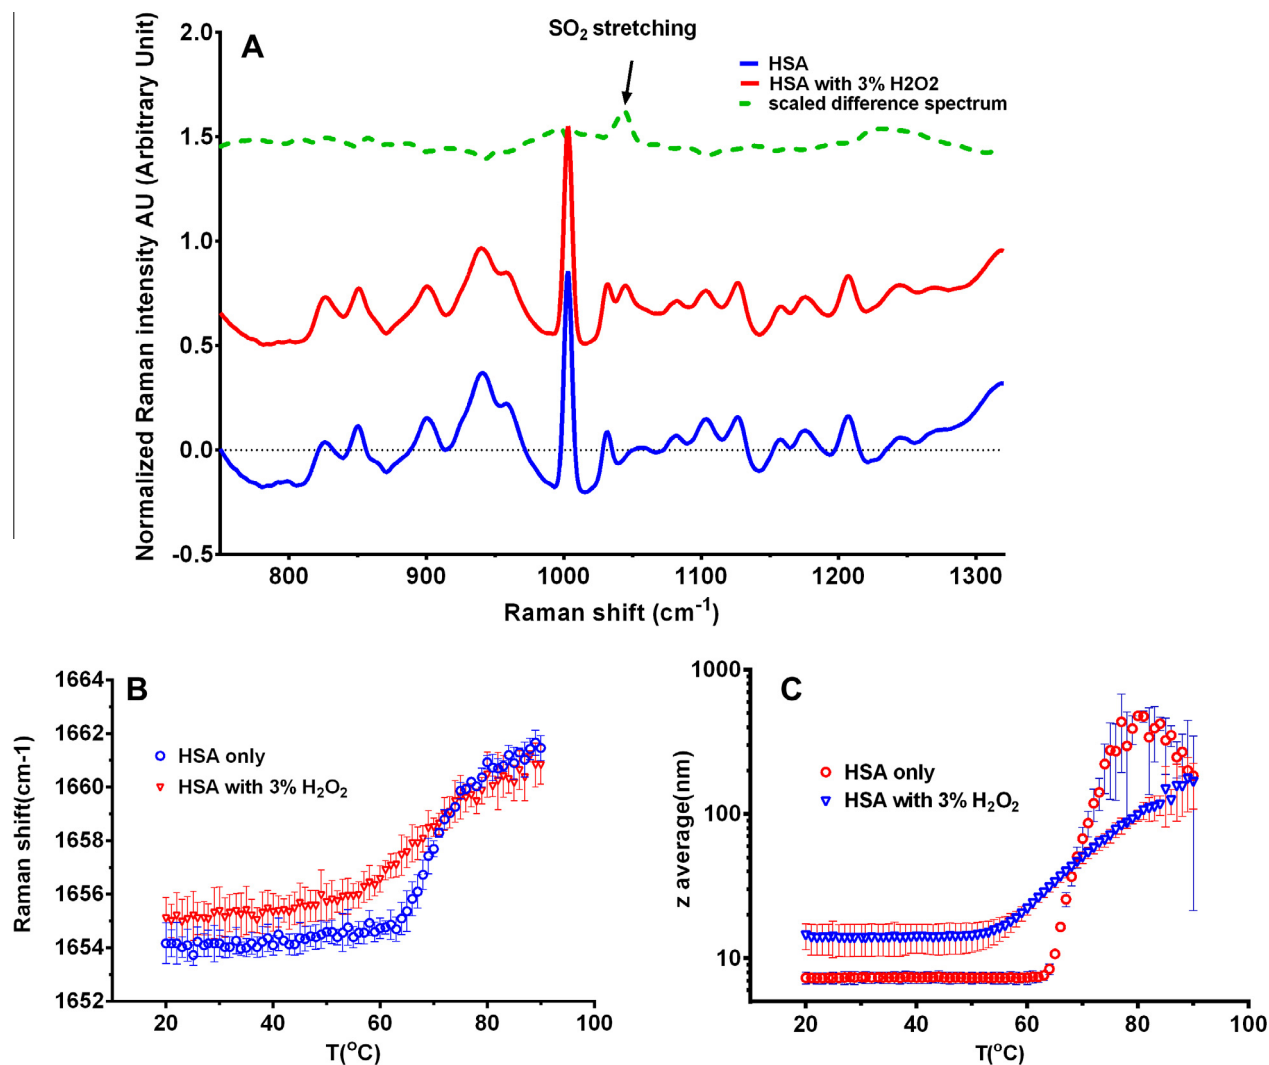 SO₂ stretching
A
HSA
HSA with 3% H2O2
scaled difference spectrum
Normalized Raman intensity AU (Arbitrary Unit)
2.0
1.5
1.0
0.5
0.0
-0.5
800 900 1000 1100 1200 1300
Raman shift (cm⁻¹)
B
HSA only
HSA with 3% H₂O₂
Raman shift(cm-1)
1664
1662
1660
1658
1656
1654
1652
20 40 60 80 100
T(ᵒC)
C
HSA only
HSA with 3% H₂O₂
z average(nm)
1000
100
10
20 40 60 80 100
T(ᵒC)